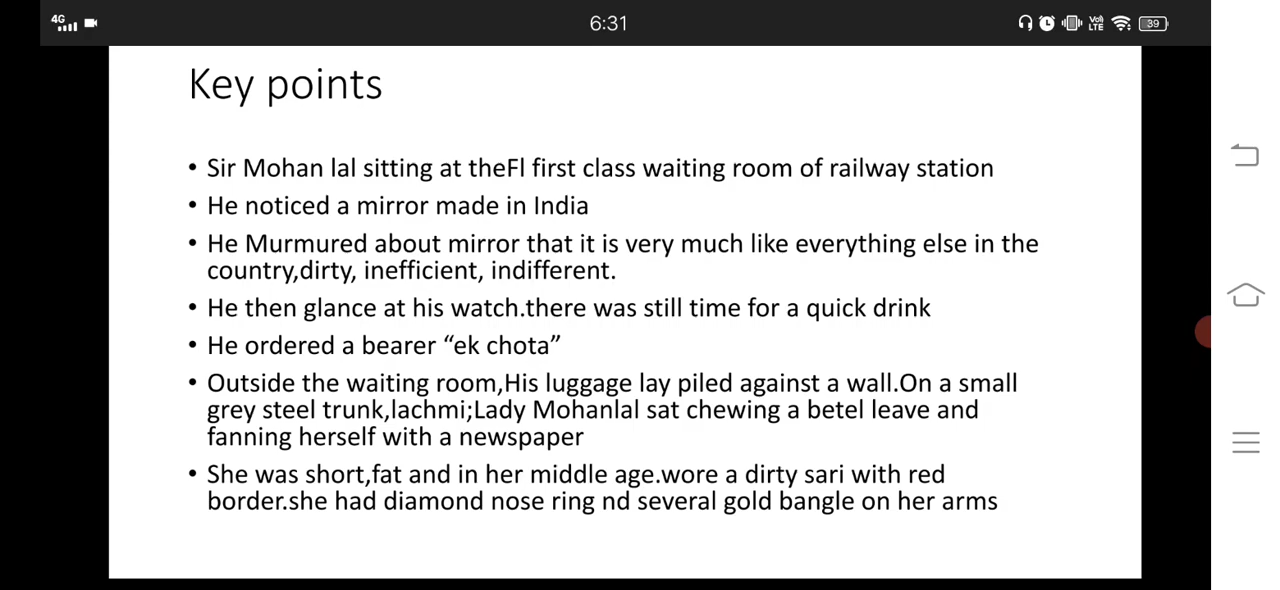 4G
6:31
Vo)
LTE
39
Key points
• Sir Mohan lal sitting at theFl first class waiting room of railway station
• He noticed a mirror made in India
• He Murmured about mirror that it is very much like everything else in the
country,dirty, inefficient, indifferent.
• He then glance at his watch.there was still time for a quick drink
• He ordered a bearer “ek chota”
• Outside the waiting room,His luggage lay piled against a wall.On a small
grey steel trunk,lachmi;Lady Mohanlal sat chewing a betel leave and
fanning herself with a newspaper
• She was short,fat and in her middle age.wore a dirty sari with red
border.she had diamond nose ring nd several gold bangle on her arms